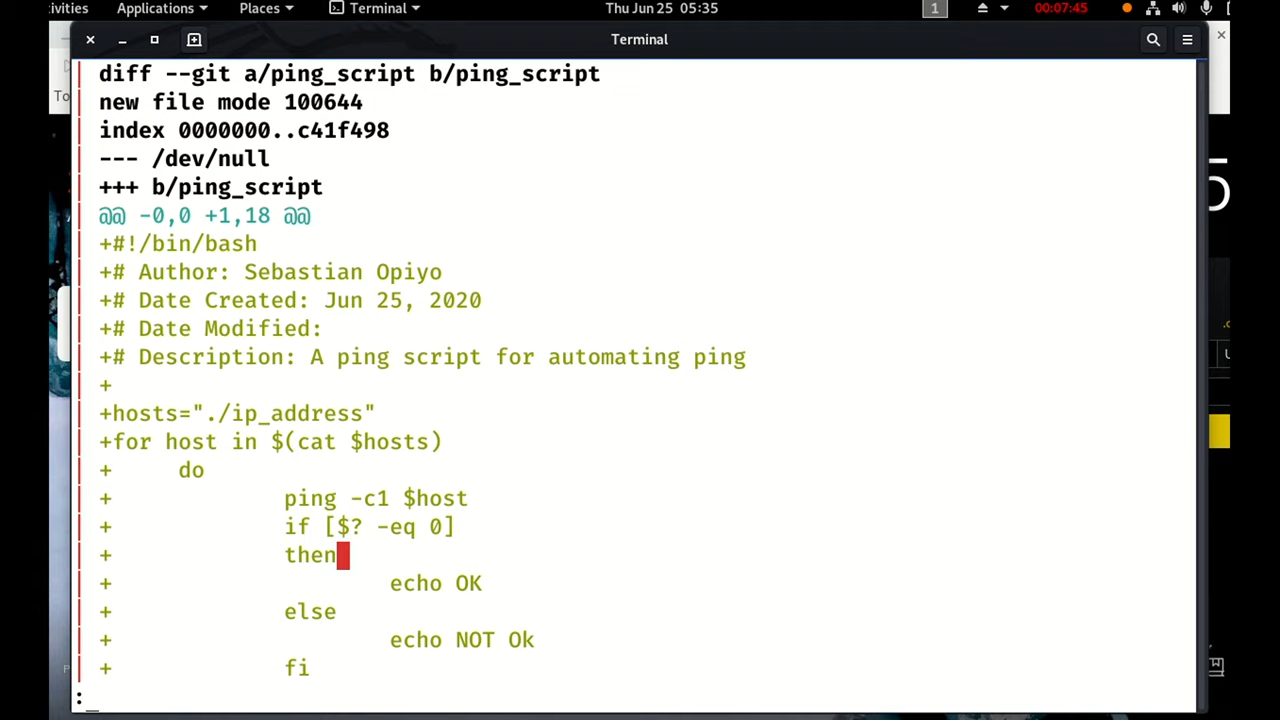 tivities Applications Places Terminal Thu Jun 25 05:35 1 00:07:45
Terminal
To
diff --git a/ping_script b/ping_script
new file mode 100644
index 0000000..c41f498
--- /dev/null
+++ b/ping_script
@@ -0,0 +1,18 @@
+#!/bin/bash
+# Author: Sebastian Opiyo
+# Date Created: Jun 25, 2020
+# Date Modified:
+# Description: A ping script for automating ping
+
+hosts="./ip_address"
+for host in $(cat $hosts)
+ do
+ ping -c1 $host
+ if [$? -eq 0]
+ then
+ echo OK
+ else
+ echo NOT Ok
+ fi
:
5